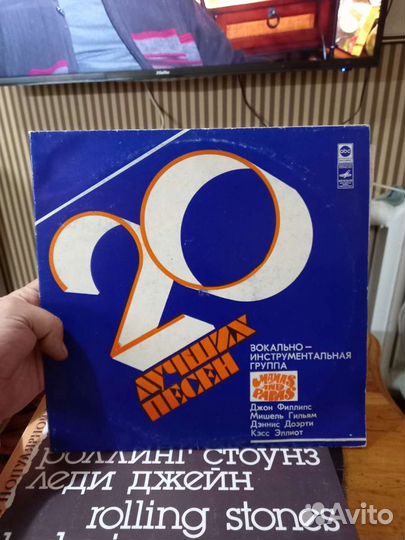 20
ЛУЧШИХ
ПЕСЕН
abc
ВОКАЛЬНО–
ИНСТРУМЕНТАЛЬНАЯ
ГРУППА
MAMAS
AND
PAPAS
Джон Филлипс
Мишель Гильям
Дэннис Доэрти
Кэсс Эллиот
роллинг стоунз
леди джейн
rolling stones
Avito